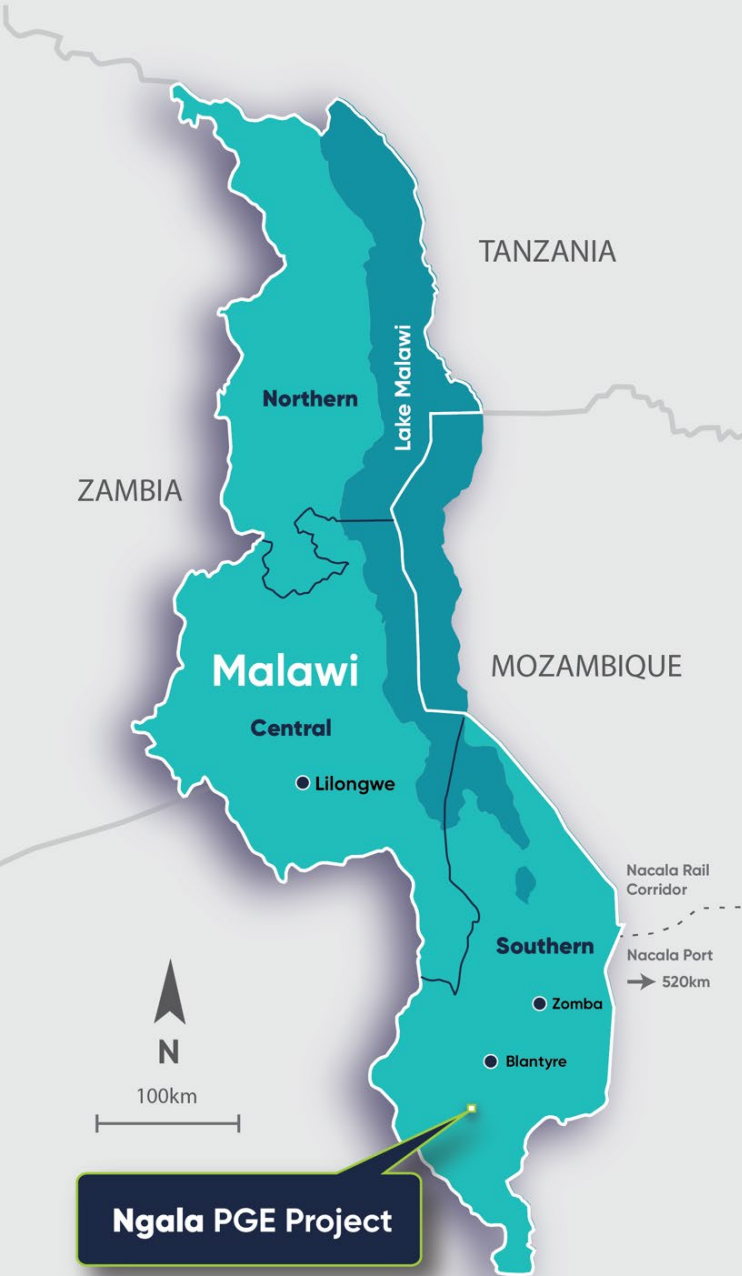 TANZANIA
Lake Malawi
Northern
ZAMBIA
Malawi
MOZAMBIQUE
Central
Lilongwe
Nacala Rail
Corridor
Southern
Nacala Port
520km
Zomba
N
Blantyre
100km
Ngala PGE Project